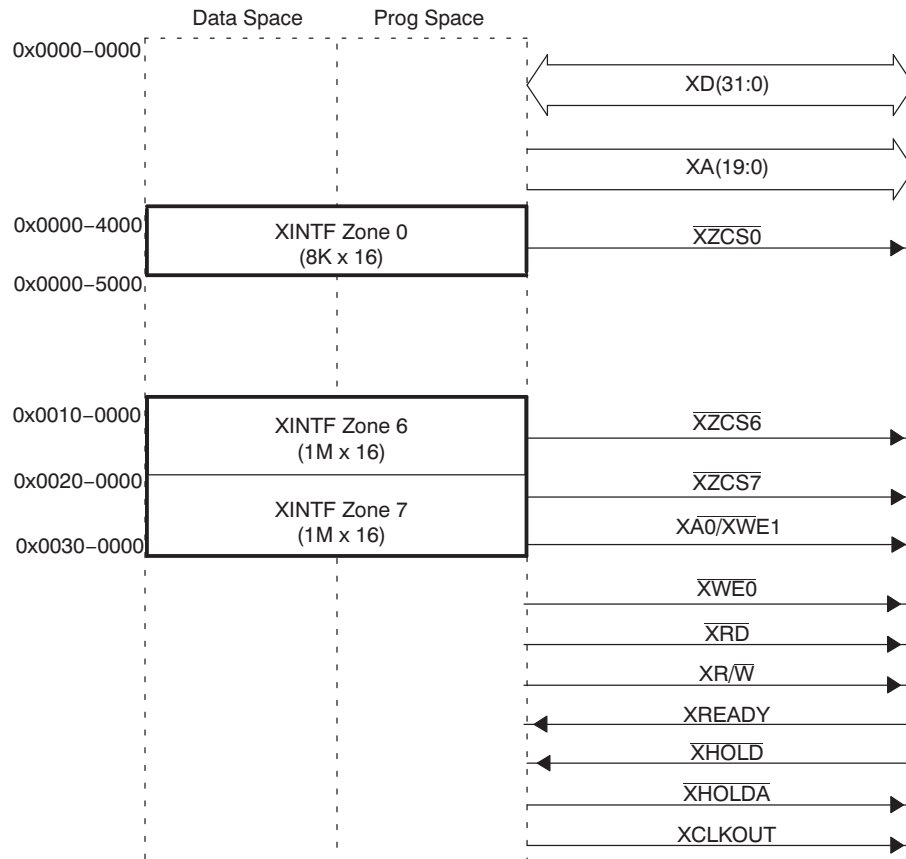 Data Space Prog Space
0x0000–0000
XD(31:0)
XA(19:0)
0x0000–4000
XINTF Zone 0
(8K x 16)
XZCS0
0x0000–5000
0x0010–0000
XINTF Zone 6
(1M x 16)
XZCS6
0x0020–0000
XZCS7
XINTF Zone 7
(1M x 16)
XA0/XWE1
0x0030–0000
XWE0
XRD
XR/W
XREADY
XHOLD
XHOLDA
XCLKOUT